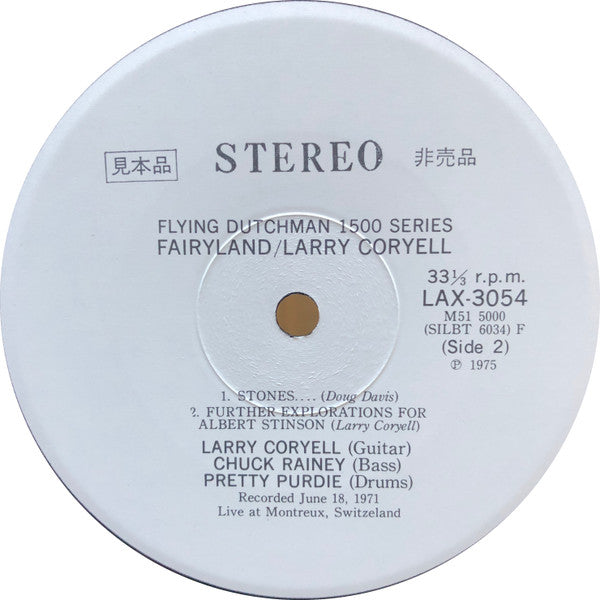 見本品 STEREO 非売品
FLYING DUTCHMAN 1500 SERIES
FAIRYLAND/LARRY CORYELL
33⅓ r.p.m.
LAX-3054
M51 5000
(SILBT 6034) F
(Side 2)
℗ 1975
1. STONES.... (Doug Davis)
2. FURTHER EXPLORATIONS FOR
ALBERT STINSON (Larry Coryell)
LARRY CORYELL (Guitar)
CHUCK RAINEY (Bass)
PRETTY PURDIE (Drums)
Recorded June 18, 1971
Live at Montreux, Switzeland